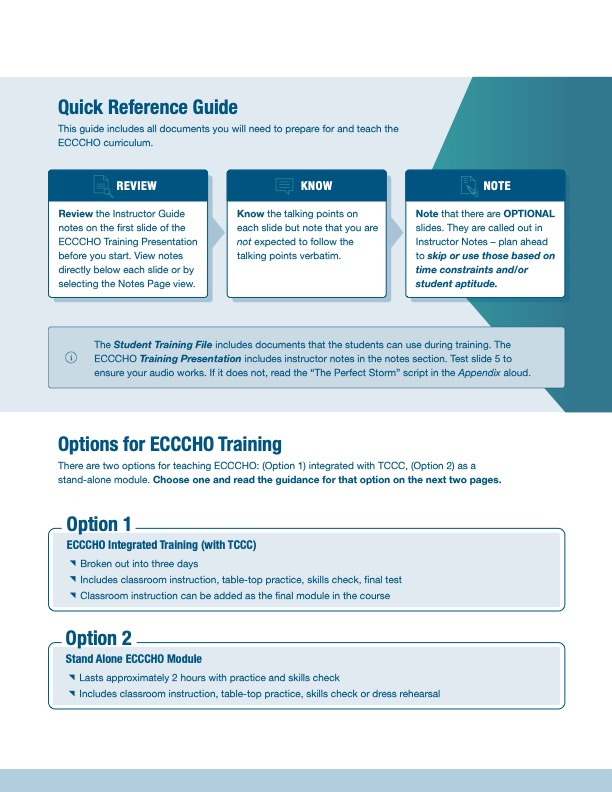 Quick Reference Guide
This guide includes all documents you will need to prepare for and teach the
ECCCHO curriculum.
REVIEW
Review the Instructor Guide
notes on the first slide of the
ECCCHO Training Presentation
before you start. View notes
directly below each slide or by
selecting the Notes Page view.
KNOW
Know the talking points on
each slide but note that you are
not expected to follow the
talking points verbatim.
NOTE
Note that there are OPTIONAL
slides. They are called out in
Instructor Notes – plan ahead
to skip or use those based on
time constraints and/or
student aptitude.
The Student Training File includes documents that the students can use during training. The
ECCCHO Training Presentation includes instructor notes in the notes section. Test slide 5 to
ensure your audio works. If it does not, read the “The Perfect Storm” script in the Appendix aloud.
Options for ECCCHO Training
There are two options for teaching ECCCHO: (Option 1) integrated with TCCC, (Option 2) as a
stand-alone module. Choose one and read the guidance for that option on the next two pages.
Option 1
ECCCHO Integrated Training (with TCCC)
Broken out into three days
Includes classroom instruction, table-top practice, skills check, final test
Classroom instruction can be added as the final module in the course
Option 2
Stand Alone ECCCHO Module
Lasts approximately 2 hours with practice and skills check
Includes classroom instruction, table-top practice, skills check or dress rehearsal